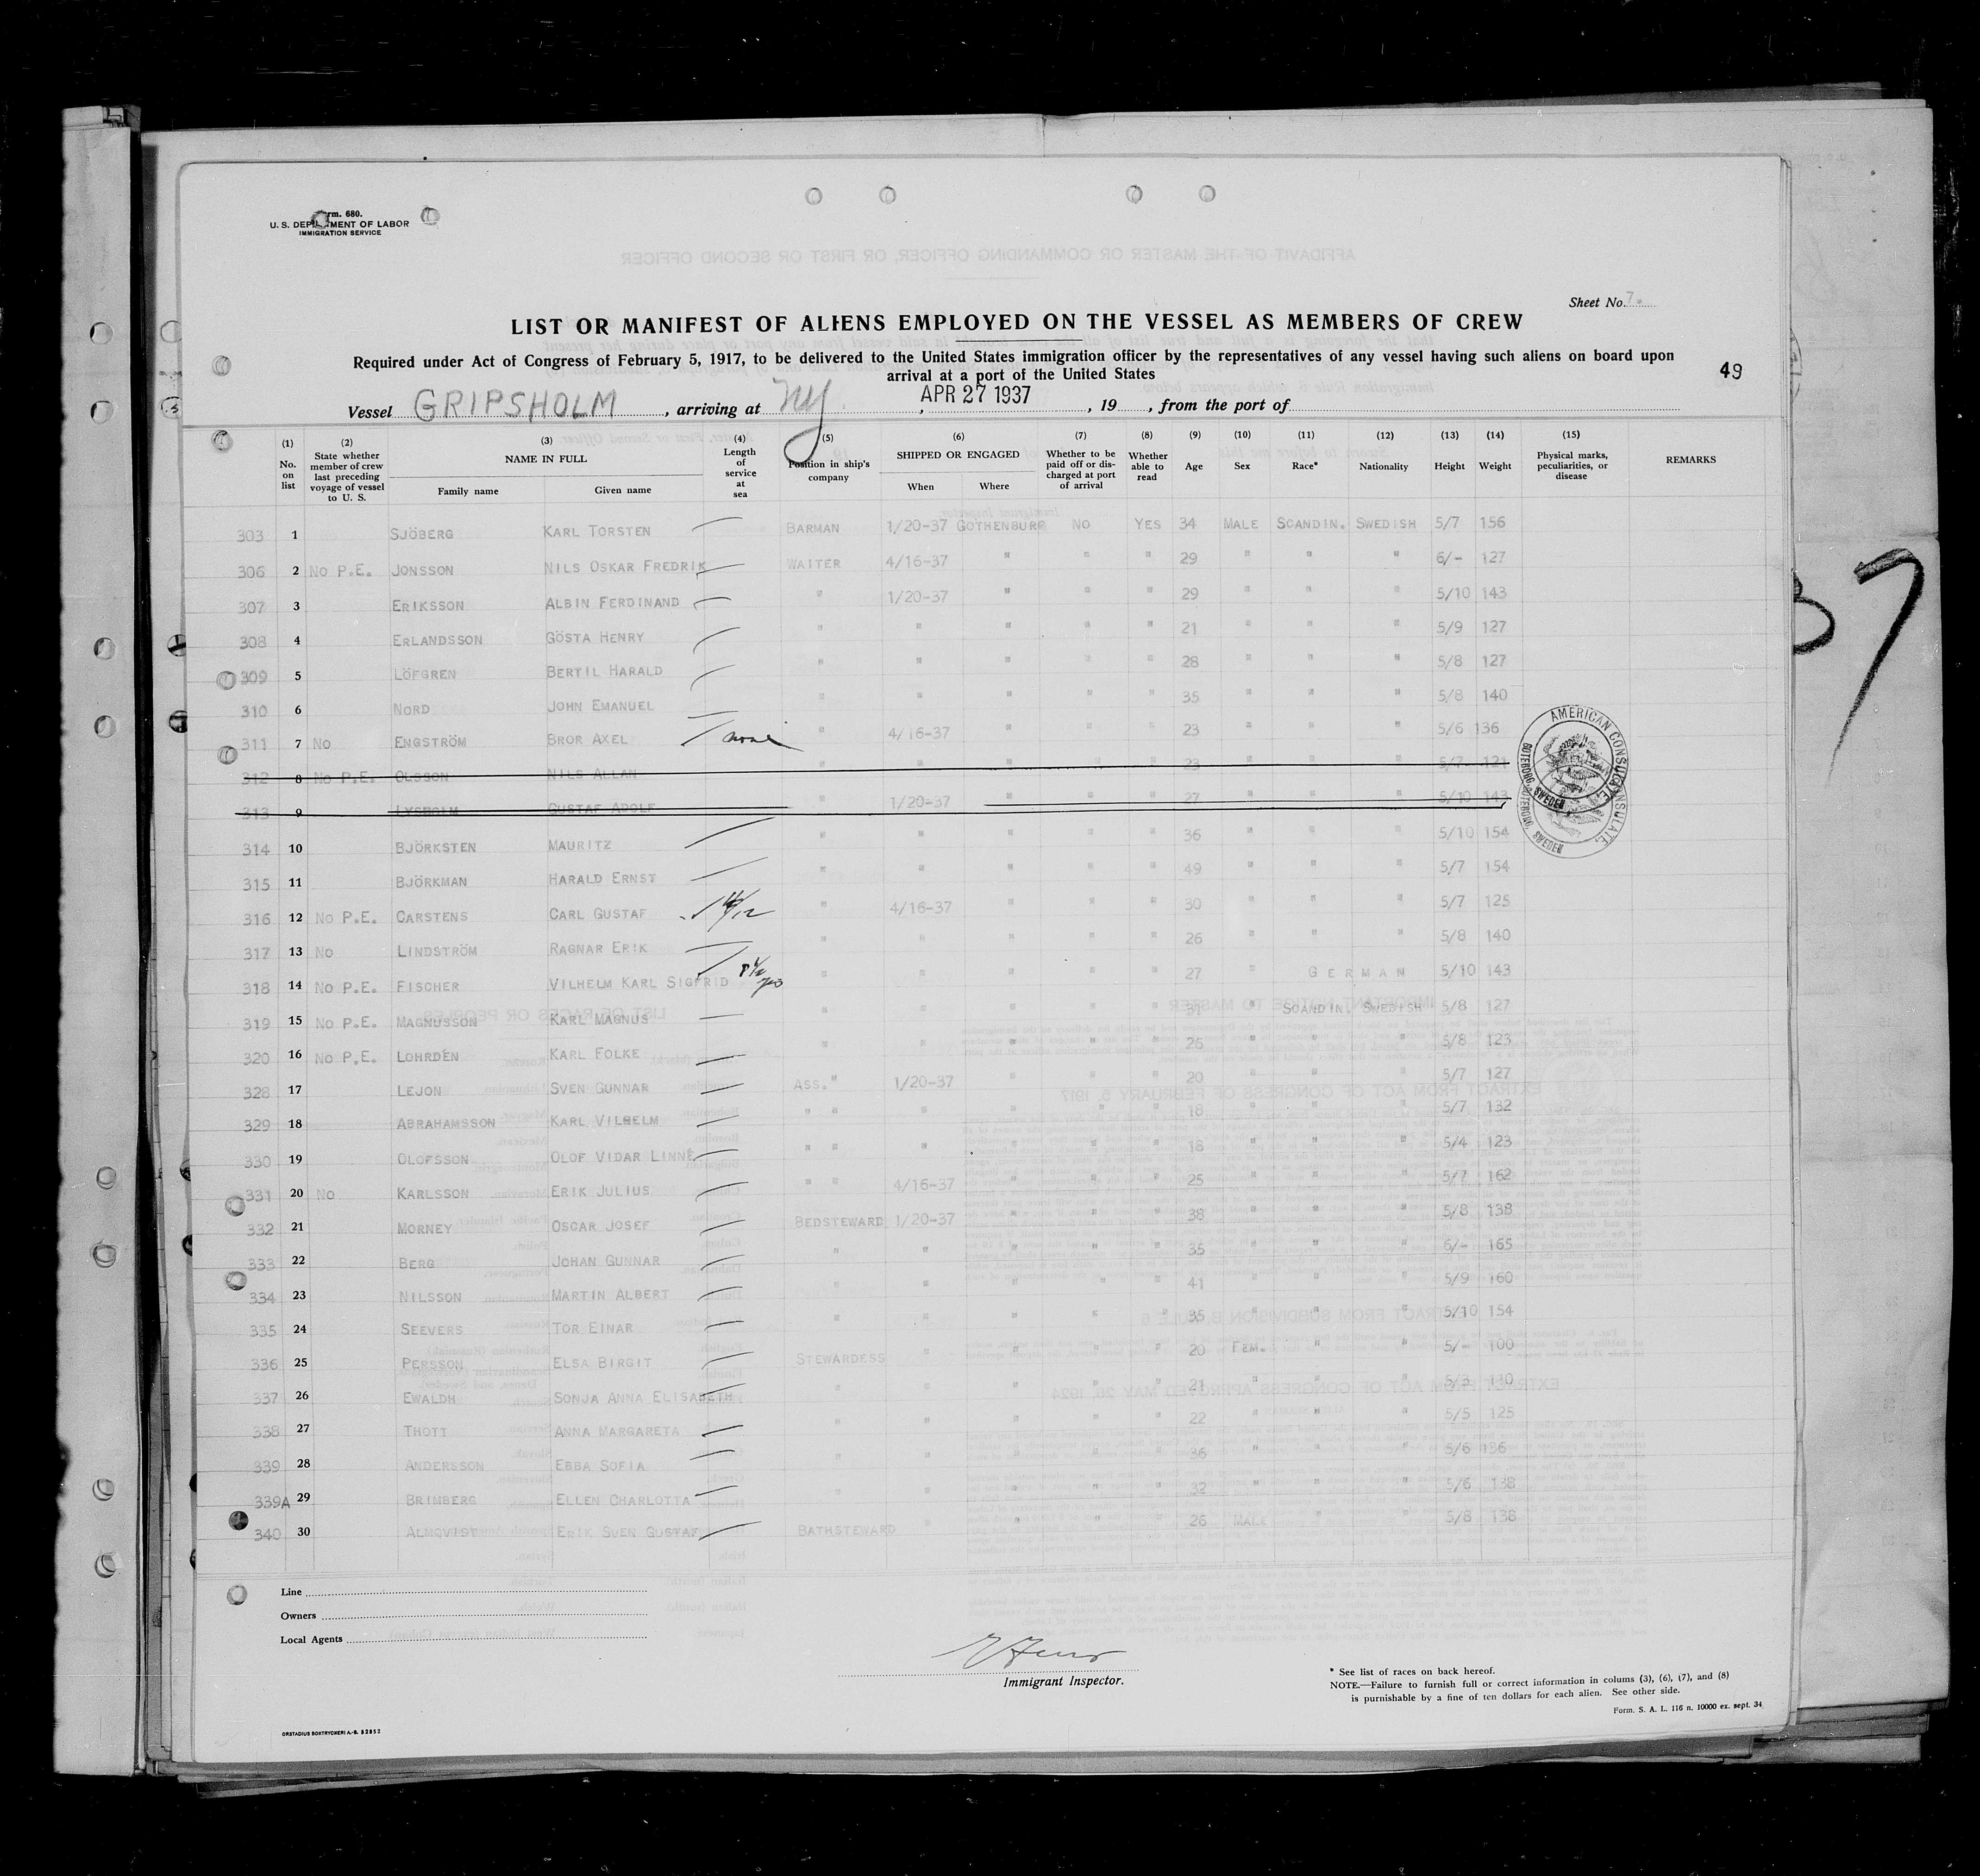 Form. 680.
U. S. DEPARTMENT OF LABOR
IMMIGRATION SERVICE
Sheet No. 7.
LIST OR MANIFEST OF ALIENS EMPLOYED ON THE VESSEL AS MEMBERS OF CREW
Required under Act of Congress of February 5, 1917, to be delivered to the United States immigration officer by the representatives of any vessel having such aliens on board upon
arrival at a port of the United States
49
Vessel GRIPSHOLM, arriving at NY, APR 27 1937, 19, from the port of
(1) No. on list
(2) State whether member of crew last preceding voyage of vessel to U. S.
(3) NAME IN FULL Family name Given name
(4) Length of service at sea
(5) Position in ship's company
(6) SHIPPED OR ENGAGED When Where
(7) Whether to be paid off or discharged at port of arrival
(8) Whether able to read
(9) Age
(10) Sex
(11) Race*
(12) Nationality
(13) Height
(14) Weight
(15) Physical marks, peculiarities, or disease
REMARKS
303 1 SJÖBERG KARL TORSTEN BARMAN 1/20-37 GOTHENBURG NO YES 34 MALE SCANDIN. SWEDISH 5/7 156
306 2 NO P.E. JONSSON NILS OSKAR FREDRIK WAITER 4/16-37 " " " 29 " " " 6/- 127
307 3 ERIKSSON ALBIN FERDINAND " 1/20-37 " " " 29 " " " 5/10 143
308 4 ERLANDSSON GÖSTA HENRY " " " " " 21 " " " 5/9 127
309 5 LÖFGREN BERTIL HARALD " " " " " 28 " " " 5/8 127
310 6 NORD JOHN EMANUEL " " " " " 35 " " " 5/8 140
311 7 NO ENGSTRÖM BROR AXEL none " 4/16-37 " " " 23 " " " 5/6 136
312 8 NO P.E. OLSSON NILS ALLAN " " " " " 23 " " " 5/7 121
313 9 LYSHOLM GUSTAF ADOLF " 1/20-37 " " " 27 " " " 5/10 143
314 10 BJÖRKSTEN MAURITZ " " " " " 36 " " " 5/10 154
315 11 BJÖRKMAN HARALD ERNST " " " " " 49 " " " 5/7 154
316 12 NO P.E. CARSTENS CARL GUSTAF " 4/16-37 " " " 30 " " " 5/7 125
317 13 NO LINDSTRÖM RAGNAR ERIK " " " " " 26 " " " 5/8 140
318 14 NO P.E. FISCHER VILHELM KARL SIGFRID " " " " " 27 " GERMAN 5/10 143
319 15 NO P.E. MAGNUSSON KARL MAGNUS " " " " " 31 " SCANDIN. SWEDISH 5/8 127
320 16 NO P.E. LOHRDÉN KARL FOLKE " " " " " 25 " " " 5/8 123
328 17 LEJON SVEN GUNNAR ASS." 1/20-37 " " " 20 " " " 5/7 127
329 18 ABRAHAMSSON KARL VILHELM " " " " " " 18 " " " 5/7 132
330 19 OLOFSSON OLOF VIDAR LINNÉ " " " " " " 18 " " " 5/4 123
331 20 NO KARLSSON ERIK JULIUS " " 4/16-37 " " " 25 " " " 5/7 162
332 21 MORNEY OSCAR JOSEF BEDSTEWARD 1/20-37 " " " 38 " " " 5/8 138
333 22 BERG JOHAN GUNNAR " " " " " 35 " " " 6/- 165
334 23 NILSSON MARTIN ALBERT " " " " " 41 " " " 5/9 160
335 24 SEEVERS TOR EINAR " " " " " 35 " " " 5/10 154
336 25 PERSSON ELSA BIRGIT STEWARDESS " " " " 20 FEM. " " 5/- 100
337 26 EWALDH SONJA ANNA ELISABETH " " " " " 21 " " " 5/3 110
338 27 THOTT ANNA MARGARETA " " " " " 22 " " " 5/5 125
339 28 ANDERSSON EBBA SOFIA " " " " " 36 " " " 5/6 136
339A 29 BRIMBERG ELLEN CHARLOTTA " " " " " 32 " " " 5/6 138
340 30 ALMQVIST ERIK SVEN GUSTAF BATHSTEWARD " " " " 26 MALE " " 5/8 138
AMERICAN CONSULATE GOTEBORG, SWEDEN
Line
Owners
Local Agents
Immigrant Inspector.
* See list of races on back hereof.
NOTE.—Failure to furnish full or correct information in colums (3), (6), (7), and (8)
is punishable by a fine of ten dollars for each alien. See other side.
Form. S. A. L. 116 n. 10000 ex. sept. 34
ORSTADIUS BOKTRYCKERI A.-B. 32852
37